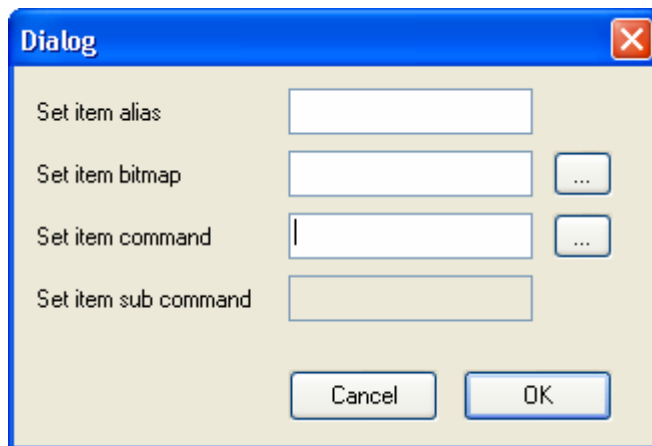 Dialog
Set item alias
Set item bitmap ...
Set item command ...
Set item sub command
Cancel OK